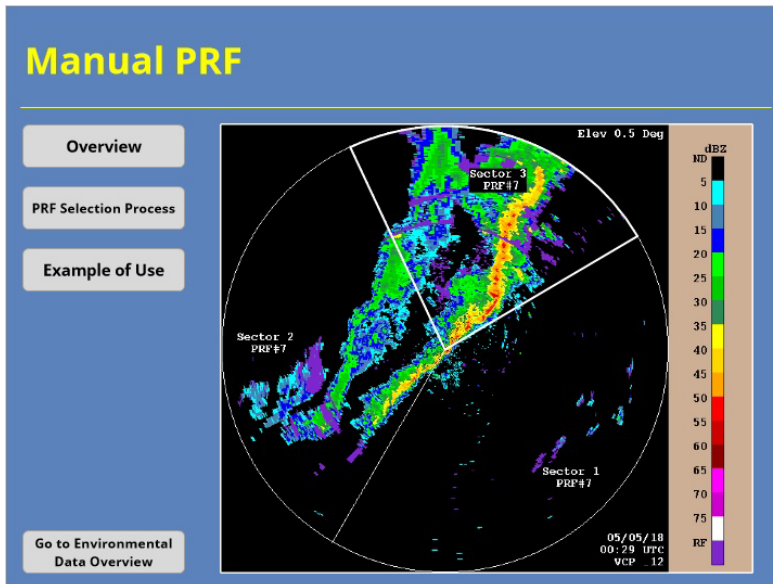 Manual PRF
Overview
PRF Selection Process
Example of Use
Go to Environmental
Data Overview
Elev 0.5 Deg
Sector 3
PRF#7
Sector 2
PRF#7
Sector 1
PRF#7
05/05/18
00:29 UTC
VCP 12
dBZ
ND
5
10
15
20
25
30
35
40
45
50
55
60
65
70
75
RF